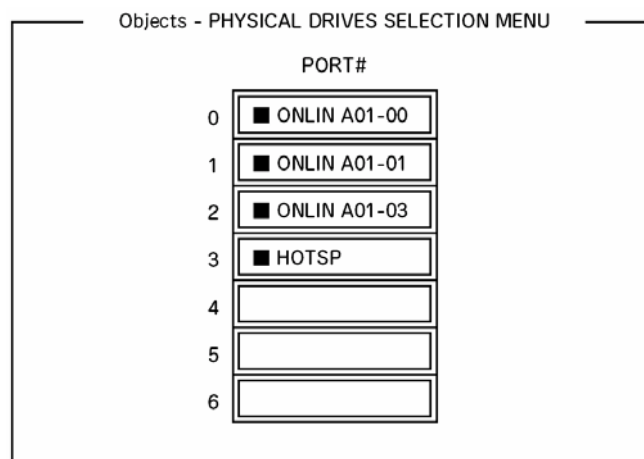 Objects - PHYSICAL DRIVES SELECTION MENU
PORT#
0 ■ ONLIN A01-00
1 ■ ONLIN A01-01
2 ■ ONLIN A01-03
3 ■ HOTSP
4
5
6